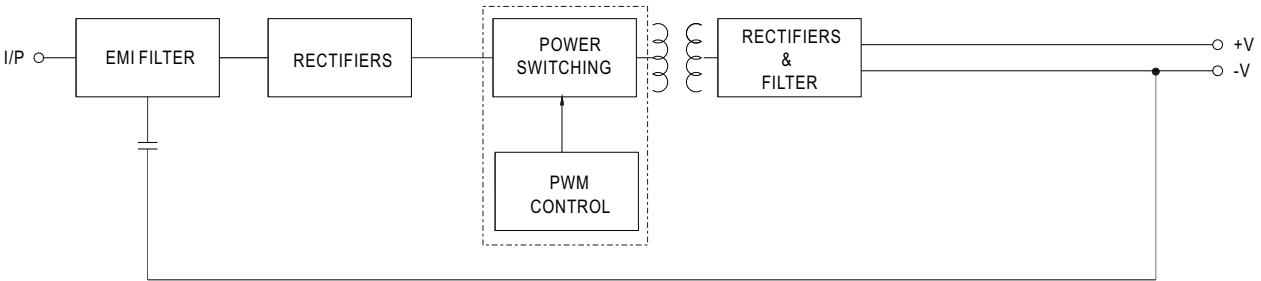 I/P
EMI FILTER
RECTIFIERS
POWER
SWITCHING
PWM
CONTROL
RECTIFIERS
&
FILTER
+V
-V